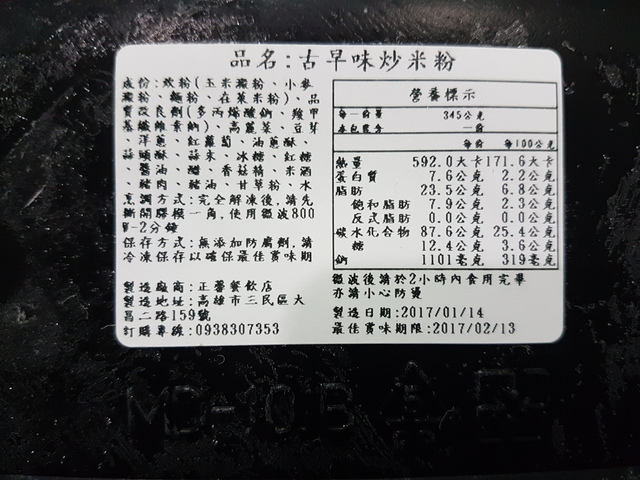 品名:古早味炒米粉
成份:炊粉(玉米澱粉、小麥
澱粉、麵粉、在萊米粉)、品
質改良劑(多丙烯酸鈉、羧甲
基纖維素鈉)、高麗菜、豆芽
、洋蔥、紅蘿蔔、油蔥酥、
蒜頭酥、蒜來、冰糖、紅糖
、醬油、醋、香菇精、米酒
、豬肉、豬油、甘草粉、水
烹調方式:完全解凍後,請先
撕開膠模一角,使用微波800
W-2分鐘
保存方式:無添加防腐劑,請
冷凍保存以確保最佳賞味期
製造廠商:正馨餐飲店
製造地址:高雄市三民區大
昌二路159號
訂購專線:0938307353
營養標示
每一份量 345公克
本包裝含 一份
每份 每100公克
熱量 592.0大卡 171.6大卡
蛋白質 7.6公克 2.2公克
脂肪 23.5公克 6.8公克
飽和脂肪 7.9公克 2.3公克
反式脂肪 0.0公克 0.0公克
碳水化合物 87.6公克 25.4公克
糖 12.4公克 3.6公克
鈉 1101毫克 319毫克
微波後請於2小時內食用完畢
亦請小心防燙
製造日期:2017/01/14
最佳賞味期限:2017/02/13
MD-10.B